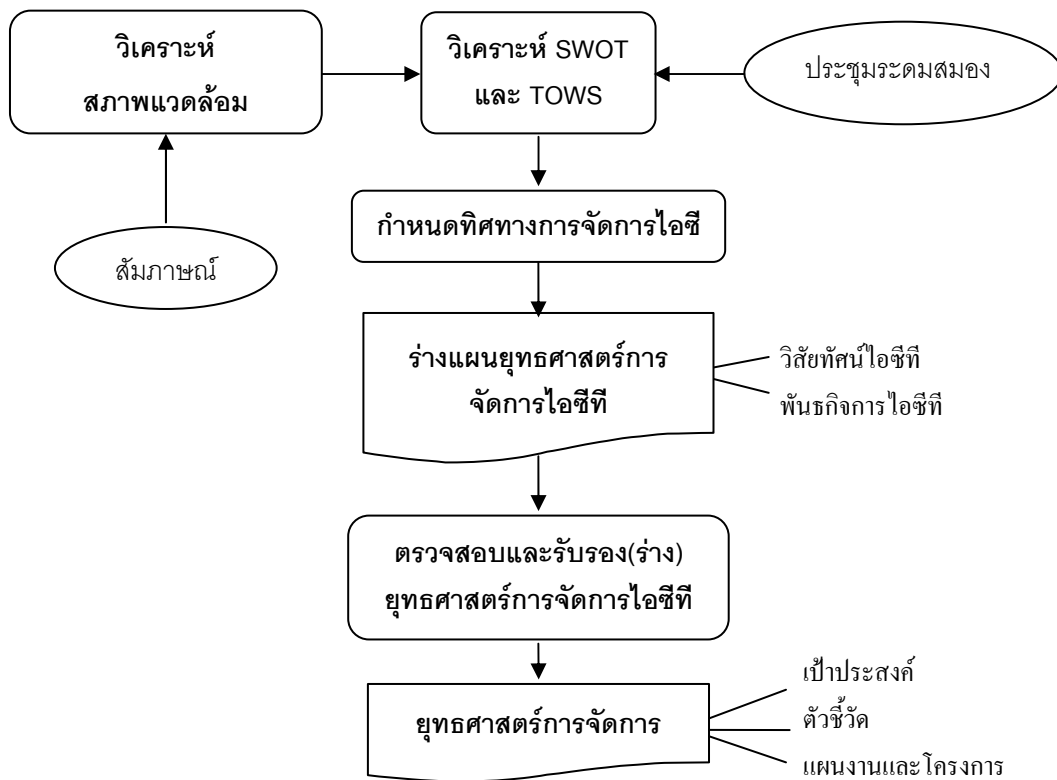 วิเคราะห์
สภาพแวดล้อม
วิเคราะห์ SWOT
และ TOWS
ประชุมระดมสมอง
สัมภาษณ์
กำหนดทิศทางการจัดการไอซี
ร่างแผนยุทธศาสตร์การ
จัดการไอซีที
วิสัยทัศน์ไอซีที
พันธกิจการไอซีที
ตรวจสอบและรับรอง(ร่าง)
ยุทธศาสตร์การจัดการไอซีที
ยุทธศาสตร์การจัดการ
เป้าประสงค์
ตัวชี้วัด
แผนงานและโครงการ